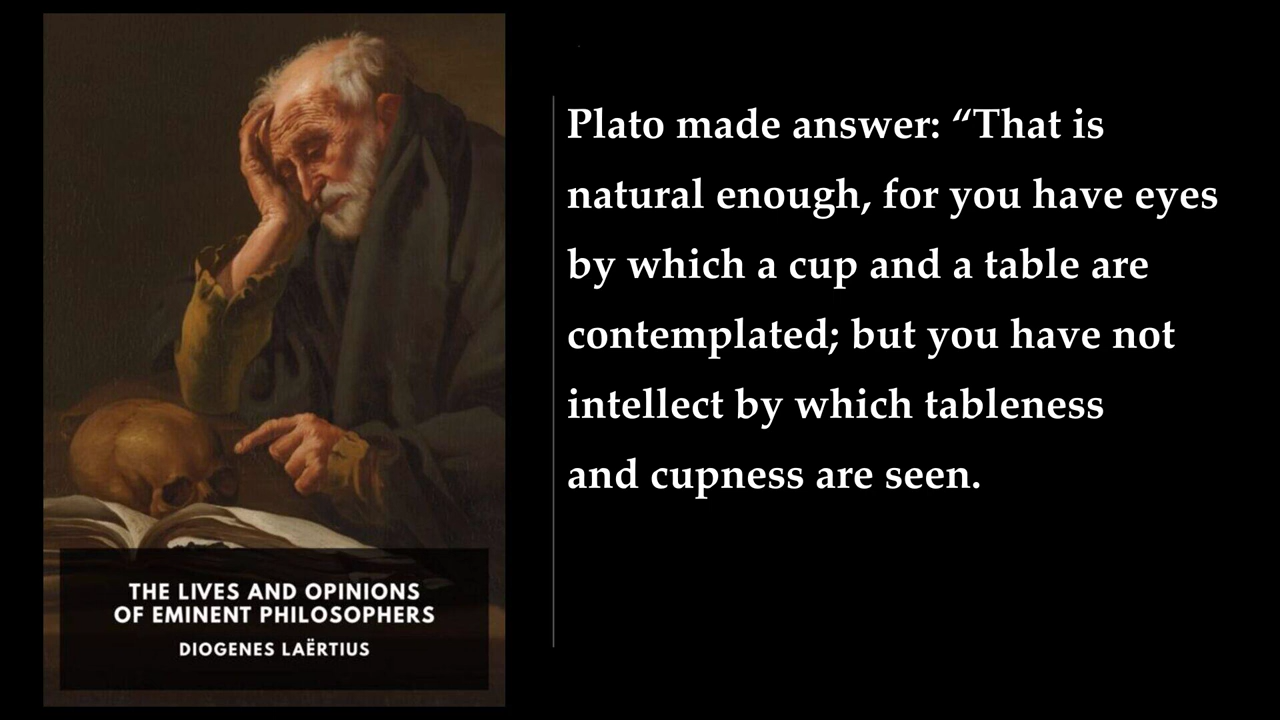 Plato made answer: “That is
natural enough, for you have eyes
by which a cup and a table are
contemplated; but you have not
intellect by which tableness
and cupness are seen.
THE LIVES AND OPINIONS
OF EMINENT PHILOSOPHERS
DIOGENES LAËRTIUS